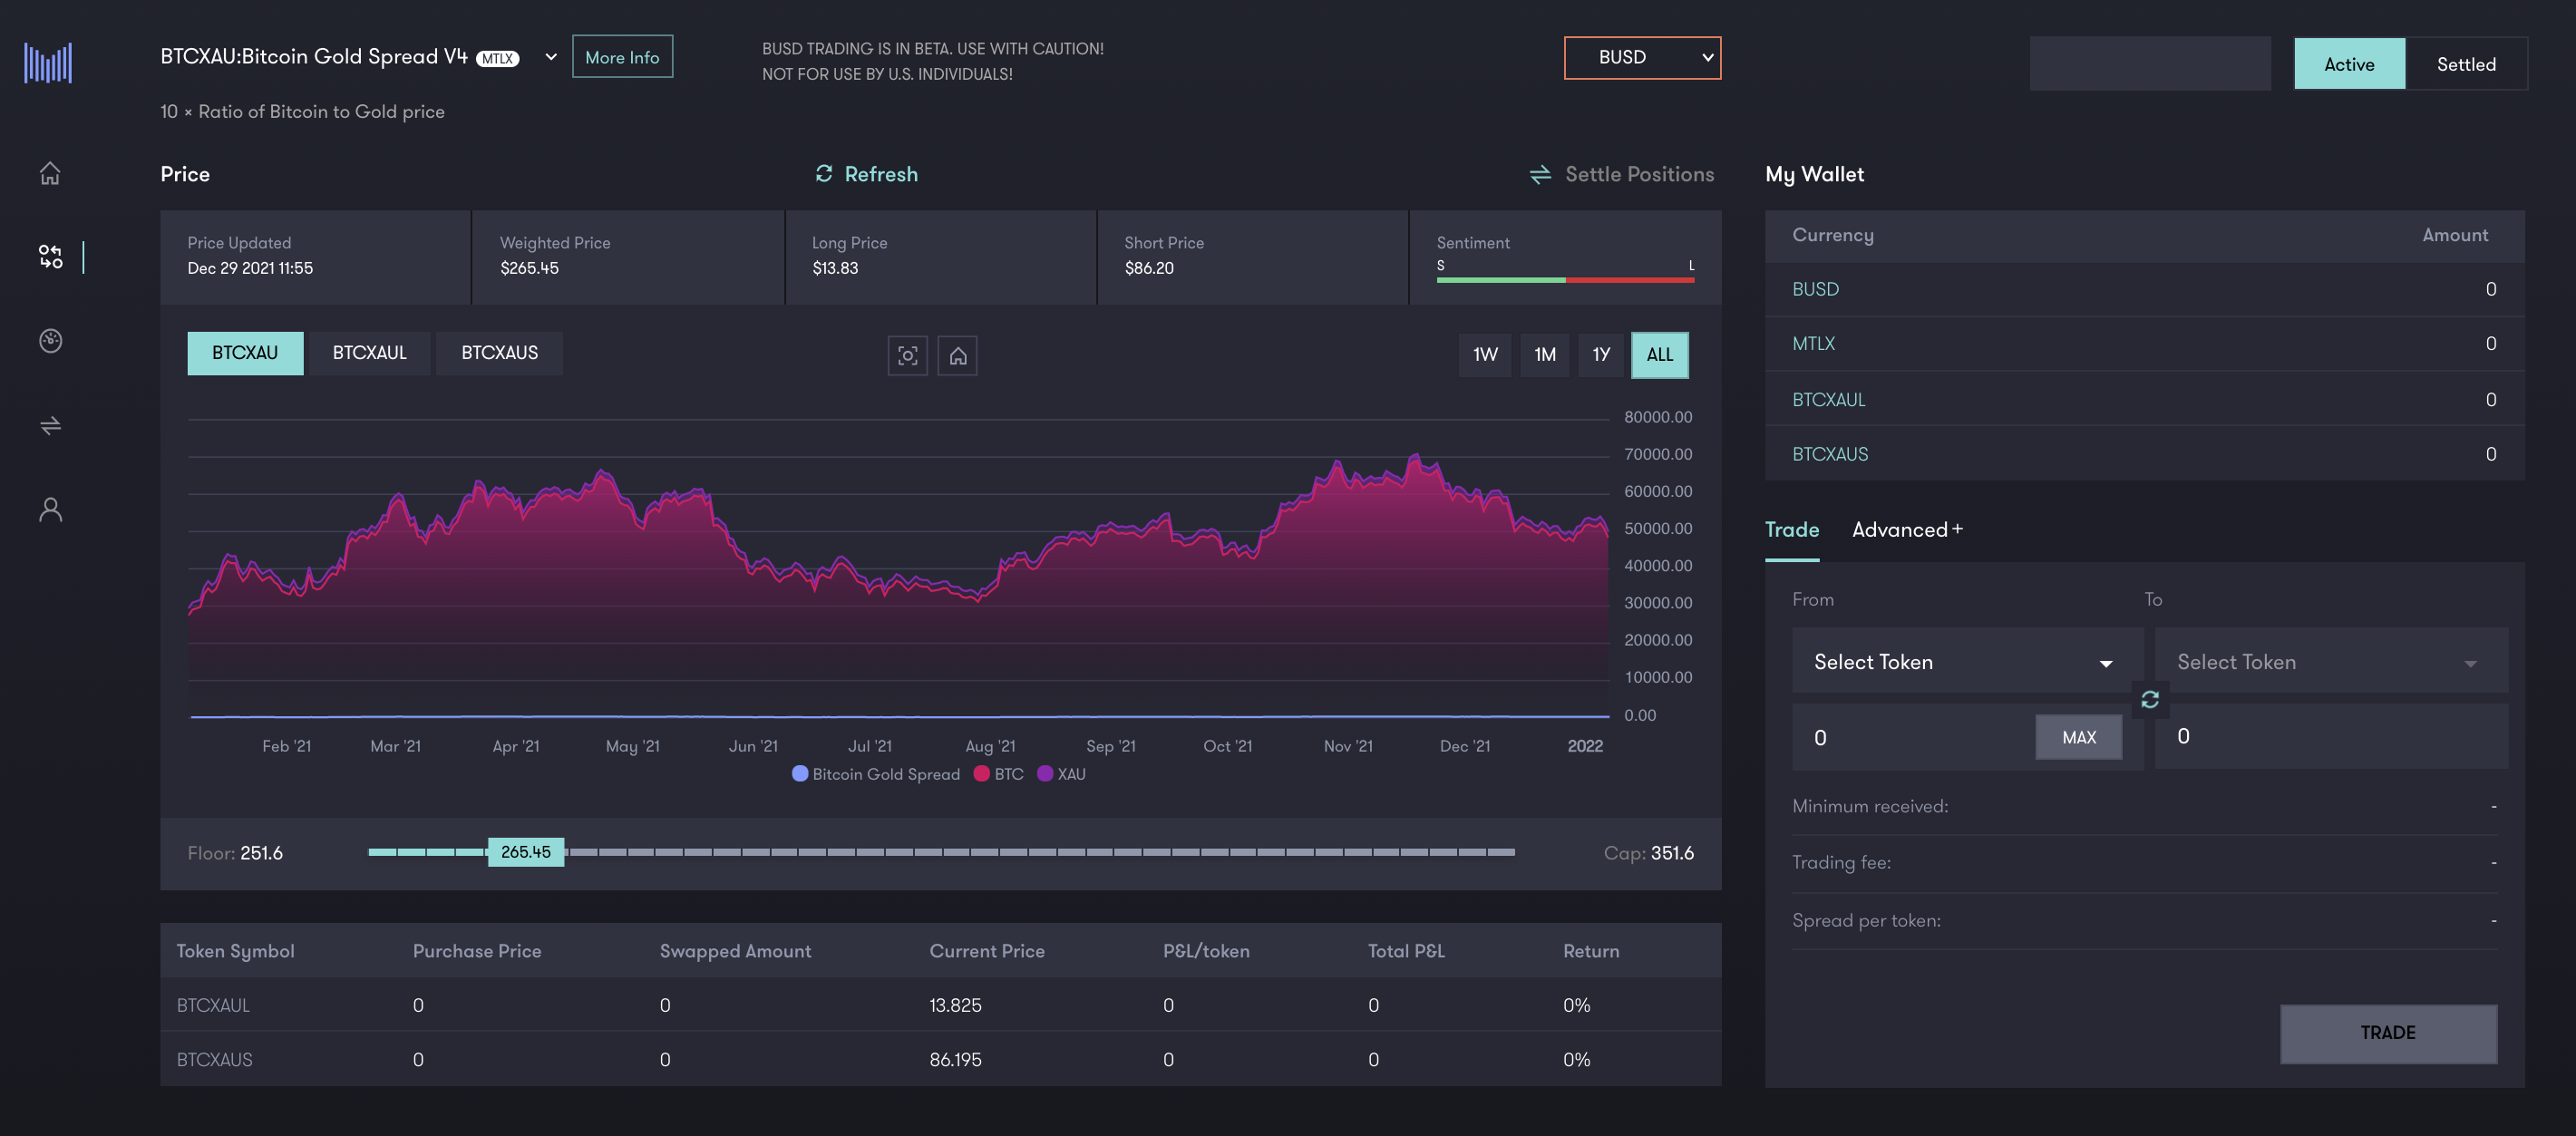 BTCXAU:Bitcoin Gold Spread V4 MTLX
More Info
BUSD TRADING IS IN BETA. USE WITH CAUTION!
NOT FOR USE BY U.S. INDIVIDUALS!
BUSD
Active
Settled
10 × Ratio of Bitcoin to Gold price
Price
Refresh
Settle Positions
Price Updated
Dec 29 2021 11:55
Weighted Price
$265.45
Long Price
$13.83
Short Price
$86.20
Sentiment
S L
BTCXAU
BTCXAUL
BTCXAUS
1W
1M
1Y
ALL
80000.00
70000.00
60000.00
50000.00
40000.00
30000.00
20000.00
10000.00
0.00
Feb '21 Mar '21 Apr '21 May '21 Jun '21 Jul '21 Aug '21 Sep '21 Oct '21 Nov '21 Dec '21 2022
Bitcoin Gold Spread BTC XAU
Floor: 251.6
265.45
Cap: 351.6
Token Symbol Purchase Price Swapped Amount Current Price P&L/token Total P&L Return
BTCXAUL 0 0 13.825 0 0 0%
BTCXAUS 0 0 86.195 0 0 0%
My Wallet
Currency Amount
BUSD 0
MTLX 0
BTCXAUL 0
BTCXAUS 0
Trade
Advanced+
From
To
Select Token
Select Token
0
MAX
0
Minimum received: -
Trading fee: -
Spread per token: -
TRADE